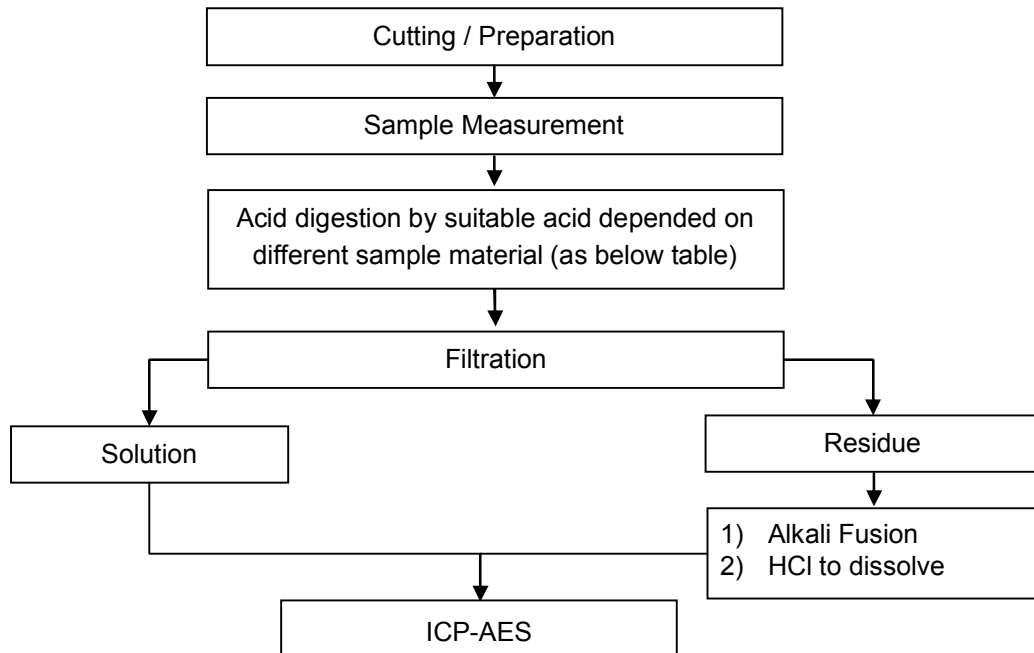 Cutting / Preparation
Sample Measurement
Acid digestion by suitable acid depended on
different sample material (as below table)
Filtration
Solution
Residue
1) Alkali Fusion
2) HCl to dissolve
ICP-AES